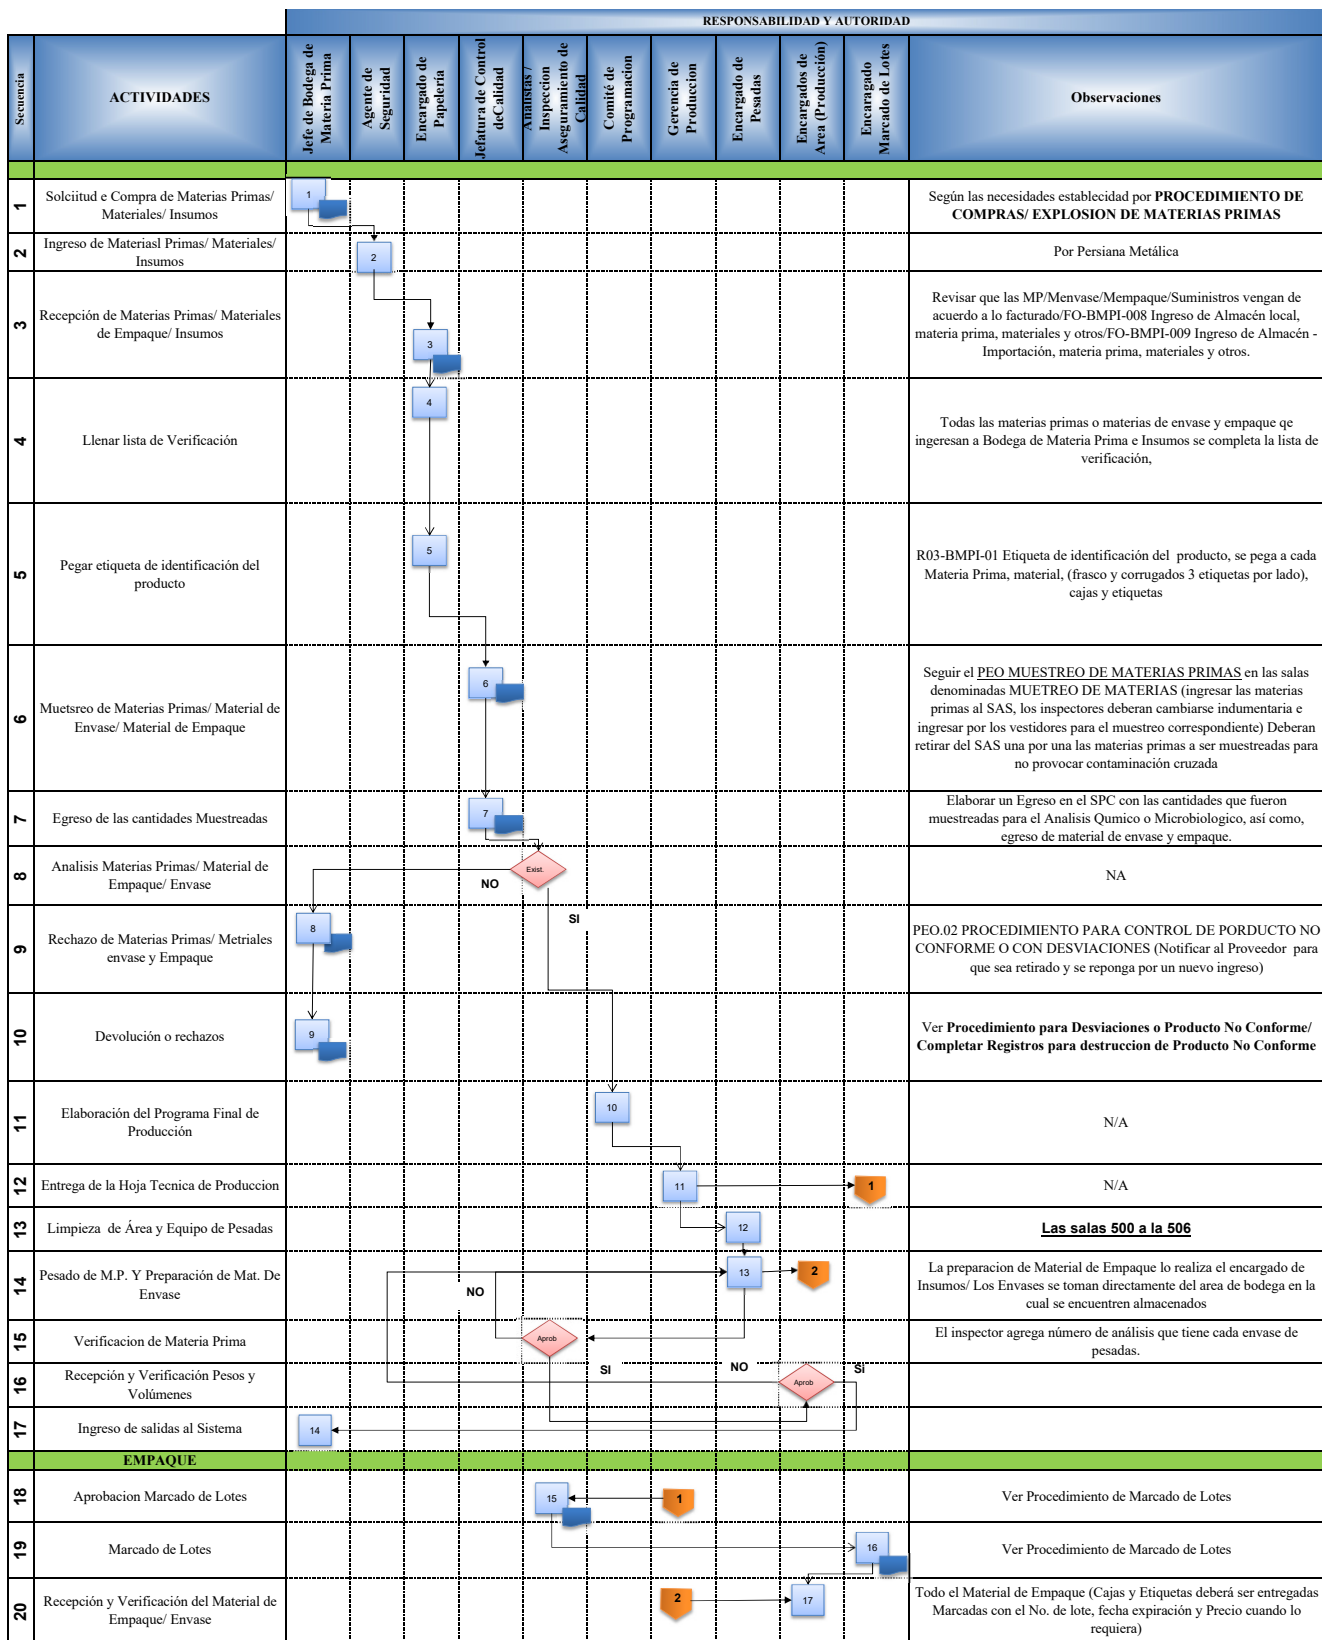 RESPONSABILIDAD Y AUTORIDAD
Secuencia
ACTIVIDADES
Jefe de Bodega de
Materia Prima
Agente de
Seguridad
Encargado de
Papelería
Jefatura de Control
deCalidad
Analistas /
Inspeccion
Aseguramiento de
Calidad
Comité de
Programacion
Gerencia de
Produccion
Encargado de
Pesadas
Encargados de
Area (Producción)
Encaragado
Marcado de Lotes
Observaciones
1
Solciitud e Compra de Materias Primas/
Materiales/ Insumos
1
Según las necesidades establecidad por PROCEDIMIENTO DE
COMPRAS/ EXPLOSION DE MATERIAS PRIMAS
2
Ingreso de Materiasl Primas/ Materiales/
Insumos
2
Por Persiana Metálica
3
Recepción de Materias Primas/ Materiales
de Empaque/ Insumos
3
Revisar que las MP/Menvase/Mempaque/Suministros vengan de
acuerdo a lo facturado/FO-BMPI-008 Ingreso de Almacén local,
materia prima, materiales y otros/FO-BMPI-009 Ingreso de Almacén -
Importación, materia prima, materiales y otros.
4
Llenar lista de Verificación
4
Todas las materias primas o materias de envase y empaque qe
ingeresan a Bodega de Materia Prima e Insumos se completa la lista de
verificación,
5
Pegar etiqueta de identificación del
producto
5
R03-BMPI-01 Etiqueta de identificación del producto, se pega a cada
Materia Prima, material, (frasco y corrugados 3 etiquetas por lado),
cajas y etiquetas
6
Muetsreo de Materias Primas/ Material de
Envase/ Material de Empaque
6
Seguir el PEO MUESTREO DE MATERIAS PRIMAS en las salas
denominadas MUETREO DE MATERIAS (ingresar las materias
primas al SAS, los inspectores deberan cambiarse indumentaria e
ingresar por los vestidores para el muestreo correspondiente) Deberan
retirar del SAS una por una las materias primas a ser muestreadas para
no provocar contaminación cruzada
7
Egreso de las cantidades Muestreadas
7
Elaborar un Egreso en el SPC con las cantidades que fueron
muestreadas para el Analisis Qumico o Microbiologico, así como,
egreso de material de envase y empaque.
8
Analisis Materias Primas/ Material de
Empaque/ Envase
Exist.
NO
NA
SI
9
Rechazo de Materias Primas/ Metriales
envase y Empaque
8
PEO.02 PROCEDIMIENTO PARA CONTROL DE PORDUCTO NO
CONFORME O CON DESVIACIONES (Notificar al Proveedor para
que sea retirado y se reponga por un nuevo ingreso)
10
Devolución o rechazos
9
Ver Procedimiento para Desviaciones o Producto No Conforme/
Completar Registros para destruccion de Producto No Conforme
11
Elaboración del Programa Final de
Producción
10
N/A
12
Entrega de la Hoja Tecnica de Produccion
11
1
N/A
13
Limpieza de Área y Equipo de Pesadas
12
Las salas 500 a la 506
14
Pesado de M.P. Y Preparación de Mat. De
Envase
NO
13
2
La preparacion de Material de Empaque lo realiza el encargado de
Insumos/ Los Envases se toman directamente del area de bodega en la
cual se encuentren almacenados
15
Verificacion de Materia Prima
Aprob
El inspector agrega número de análisis que tiene cada envase de
pesadas.
16
Recepción y Verificación Pesos y
Volúmenes
SI
NO
Aprob
Si
17
Ingreso de salidas al Sistema
14
EMPAQUE
18
Aprobacion Marcado de Lotes
15
1
Ver Procedimiento de Marcado de Lotes
19
Marcado de Lotes
16
Ver Procedimiento de Marcado de Lotes
20
Recepción y Verificación del Material de
Empaque/ Envase
2
17
Todo el Material de Empaque (Cajas y Etiquetas deberá ser entregadas
Marcadas con el No. de lote, fecha expiración y Precio cuando lo
requiera)